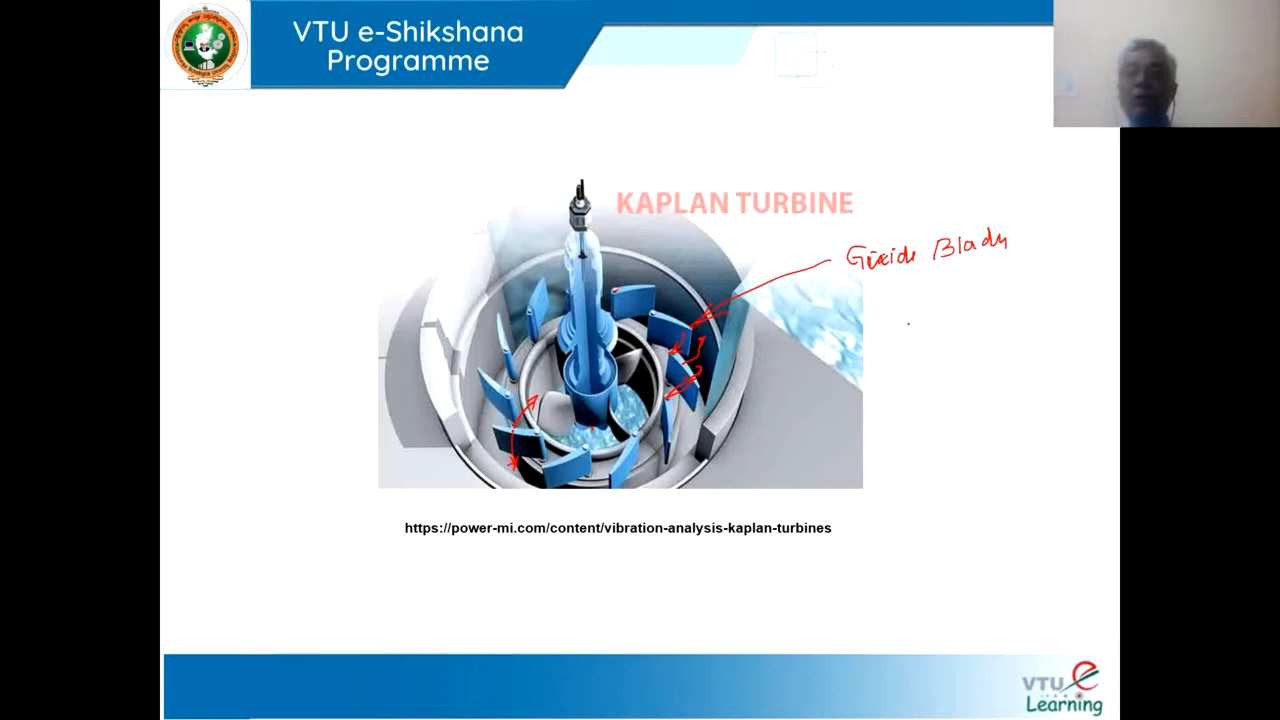 VTU e-Shikshana
Programme
KAPLAN TURBINE
Guide Blades
https://power-mi.com/content/vibration-analysis-kaplan-turbines
VTU e
Learning